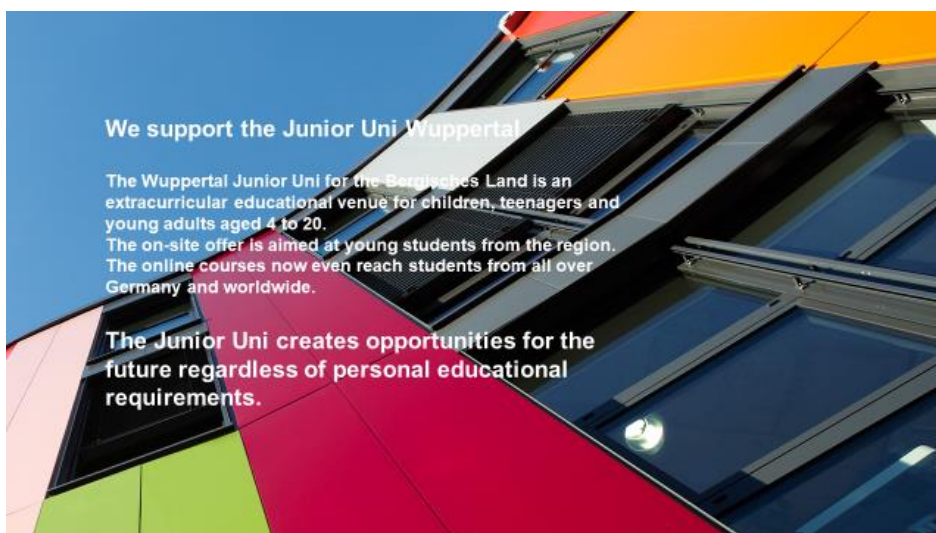 We support the Junior Uni Wuppertal
The Wuppertal Junior Uni for the Bergisches Land is an
extracurricular educational venue for children, teenagers and
young adults aged 4 to 20.
The on-site offer is aimed at young students from the region.
The online courses now even reach students from all over
Germany and worldwide.
The Junior Uni creates opportunities for the
future regardless of personal educational
requirements.